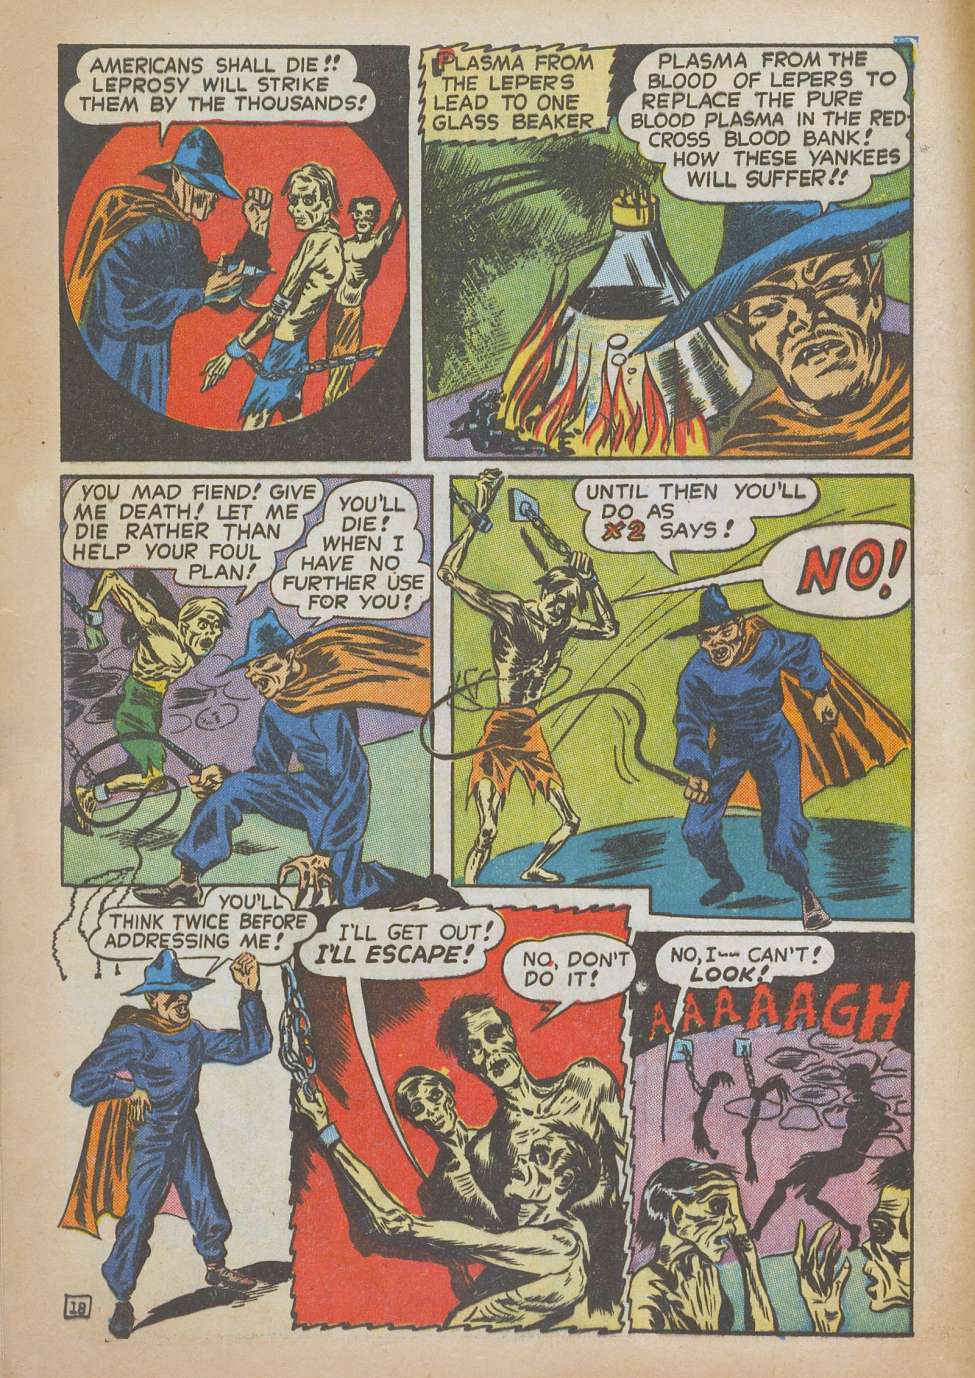 AMERICANS SHALL DIE!!
LEPROSY WILL STRIKE
THEM BY THE THOUSANDS!
PLASMA FROM
THE LEPERS
LEAD TO ONE
GLASS BEAKER
PLASMA FROM THE
BLOOD OF LEPERS TO
REPLACE THE PURE
BLOOD PLASMA IN THE RED
CROSS BLOOD BANK!
HOW THESE YANKEES
WILL SUFFER!!
YOU MAD FIEND! GIVE
ME DEATH! LET ME
DIE RATHER THAN
HELP YOUR FOUL
PLAN!
YOU'LL
DIE!
WHEN I
HAVE NO
FURTHER USE
FOR YOU!
UNTIL THEN YOU'LL
DO AS
X2 SAYS!
NO!
YOU'LL
THINK TWICE BEFORE
ADDRESSING ME!
I'LL GET OUT!
I'LL ESCAPE!
NO, DON'T
DO IT!
NO, I-- CAN'T!
LOOK!
AAAAAGH
18